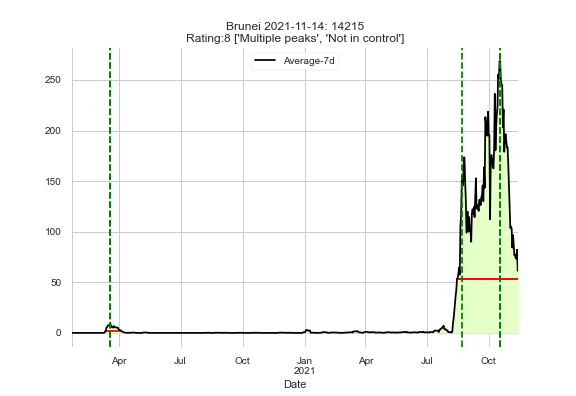 Brunei 2021-11-14: 14215
Rating:8 ['Multiple peaks', 'Not in control']
Average-7d
250
200
150
100
50
0
Apr Jul Oct Jan Apr Jul Oct
2021
Date